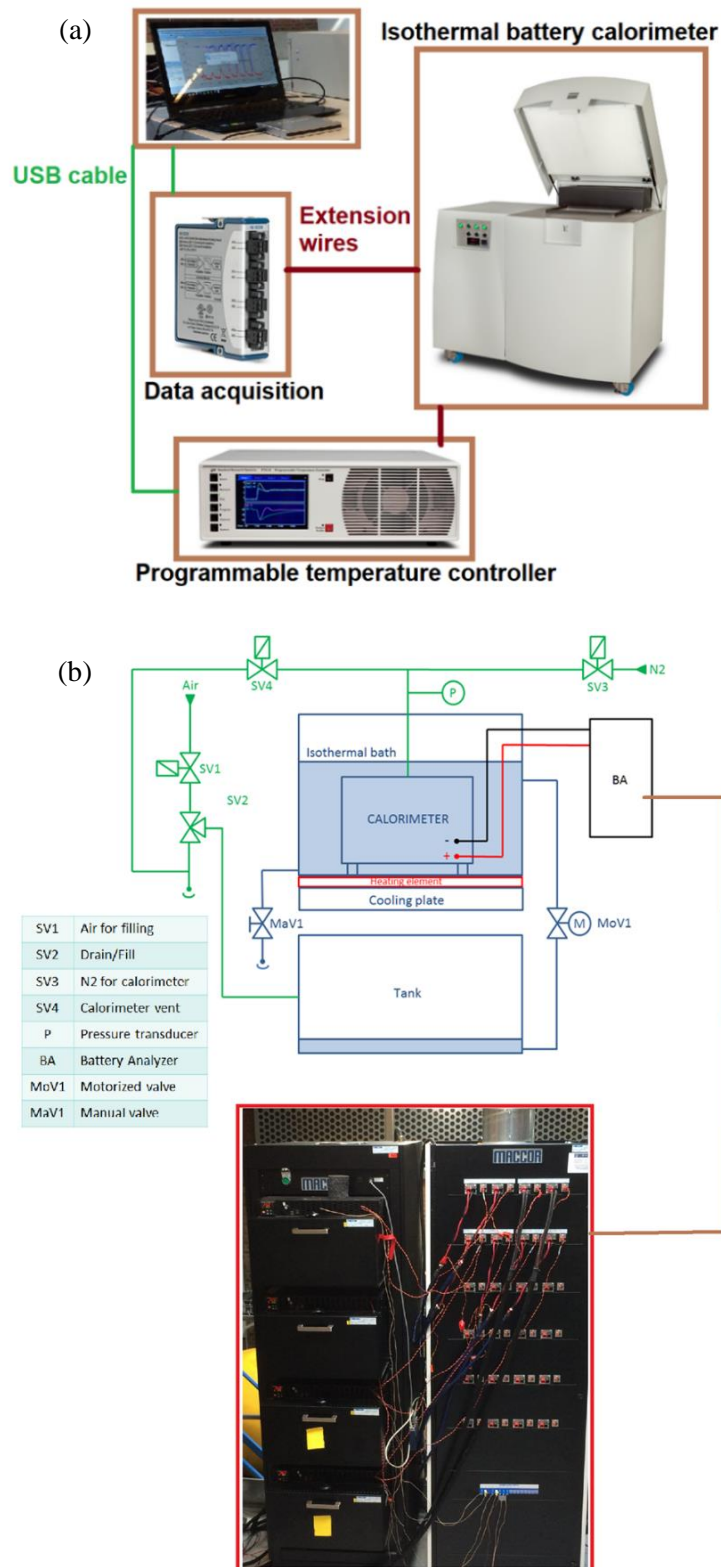 (a)
Isothermal battery calorimeter
USB cable
Extension
wires
Data acquisition
Programmable temperature controller
(b)
SV4
SV3
N2
Air
P
SV1
Isothermal bath
BA
SV2
CALORIMETER
-
+
Heating element
Cooling plate
MaV1
M
MoV1
Tank
SV1 Air for filling
SV2 Drain/Fill
SV3 N2 for calorimeter
SV4 Calorimeter vent
P Pressure transducer
BA Battery Analyzer
MoV1 Motorized valve
MaV1 Manual valve
MACCOR